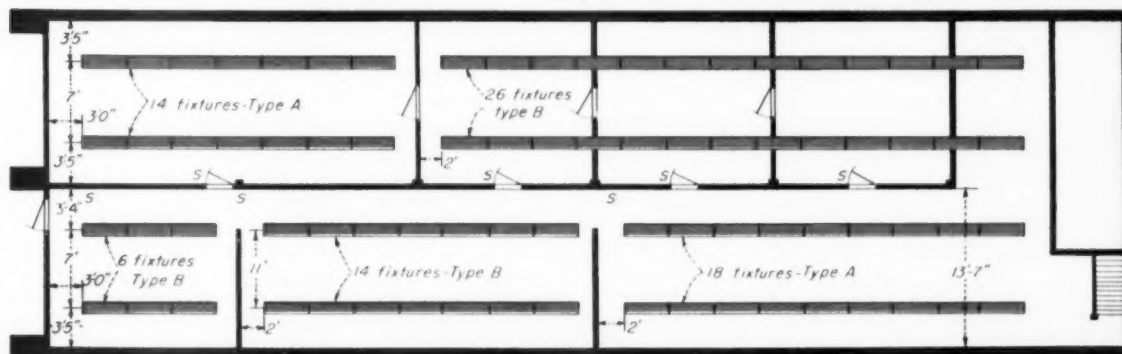 3'5"
7'
3'0"
3'5"
14 fixtures-Type A
26 fixtures
type B
2'
S
S
S
S
S
S
S
3'-4"
7'
3'0"
3'5"
6 fixtures
Type B
11'
14 fixtures-Type B
2'
18 fixtures-Type A
2'
13'-7"